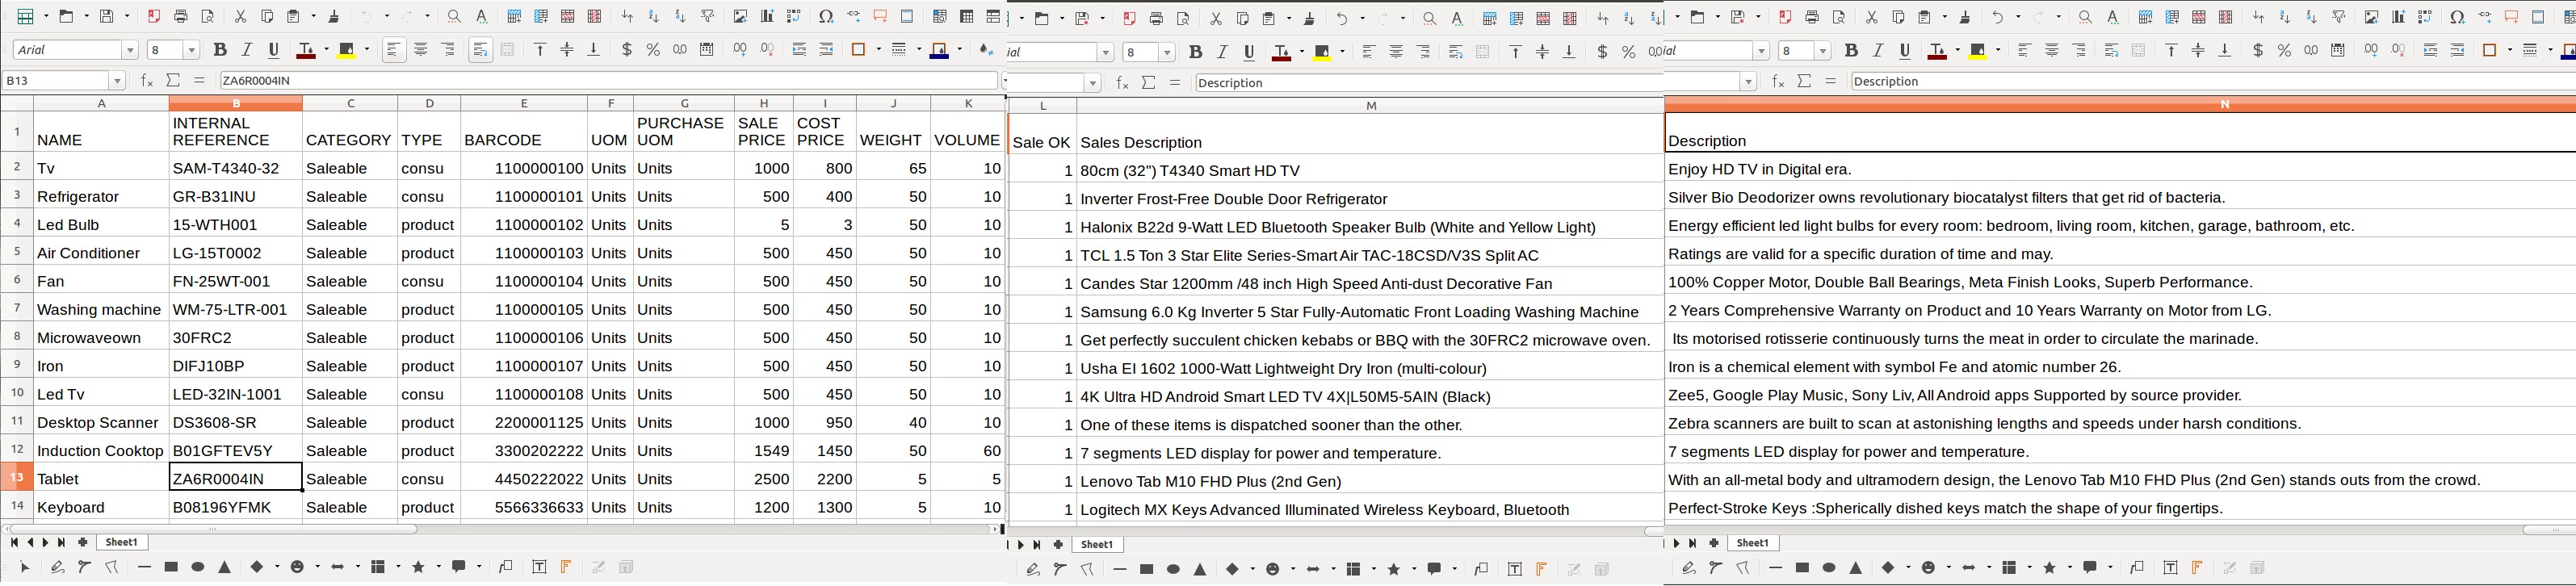 Arial 8
ial 8
ial 8
B13 ZA6R0004IN
Description
Description
A B C D E F G H I J K
L M
N
1 NAME INTERNAL REFERENCE CATEGORY TYPE BARCODE UOM PURCHASE UOM SALE PRICE COST PRICE WEIGHT VOLUME Sale OK Sales Description Description
2 Tv SAM-T4340-32 Saleable consu 1100000100 Units Units 1000 800 65 10 1 80cm (32") T4340 Smart HD TV Enjoy HD TV in Digital era.
3 Refrigerator GR-B31INU Saleable consu 1100000101 Units Units 500 400 50 10 1 Inverter Frost-Free Double Door Refrigerator Silver Bio Deodorizer owns revolutionary biocatalyst filters that get rid of bacteria.
4 Led Bulb 15-WTH001 Saleable product 1100000102 Units Units 5 3 50 10 1 Halonix B22d 9-Watt LED Bluetooth Speaker Bulb (White and Yellow Light) Energy efficient led light bulbs for every room: bedroom, living room, kitchen, garage, bathroom, etc.
5 Air Conditioner LG-15T0002 Saleable product 1100000103 Units Units 500 450 50 10 1 TCL 1.5 Ton 3 Star Elite Series-Smart Air TAC-18CSD/V3S Split AC Ratings are valid for a specific duration of time and may.
6 Fan FN-25WT-001 Saleable consu 1100000104 Units Units 500 450 50 10 1 Candes Star 1200mm /48 inch High Speed Anti-dust Decorative Fan 100% Copper Motor, Double Ball Bearings, Meta Finish Looks, Superb Performance.
7 Washing machine WM-75-LTR-001 Saleable product 1100000105 Units Units 500 450 50 10 1 Samsung 6.0 Kg Inverter 5 Star Fully-Automatic Front Loading Washing Machine 2 Years Comprehensive Warranty on Product and 10 Years Warranty on Motor from LG.
8 Microwaveown 30FRC2 Saleable product 1100000106 Units Units 500 450 50 10 1 Get perfectly succulent chicken kebabs or BBQ with the 30FRC2 microwave oven. Its motorised rotisserie continuously turns the meat in order to circulate the marinade.
9 Iron DIFJ10BP Saleable product 1100000107 Units Units 500 450 50 10 1 Usha EI 1602 1000-Watt Lightweight Dry Iron (multi-colour) Iron is a chemical element with symbol Fe and atomic number 26.
10 Led Tv LED-32IN-1001 Saleable consu 1100000108 Units Units 500 450 50 10 1 4K Ultra HD Android Smart LED TV 4X|L50M5-5AIN (Black) Zee5, Google Play Music, Sony Liv, All Android apps Supported by source provider.
11 Desktop Scanner DS3608-SR Saleable product 2200001125 Units Units 1000 950 40 10 1 One of these items is dispatched sooner than the other. Zebra scanners are built to scan at astonishing lengths and speeds under harsh conditions.
12 Induction Cooktop B01GFTEV5Y Saleable product 3300202222 Units Units 1549 1450 50 60 1 7 segments LED display for power and temperature. 7 segments LED display for power and temperature.
13 Tablet ZA6R0004IN Saleable consu 4450222022 Units Units 2500 2200 5 5 1 Lenovo Tab M10 FHD Plus (2nd Gen) With an all-metal body and ultramodern design, the Lenovo Tab M10 FHD Plus (2nd Gen) stands outs from the crowd.
14 Keyboard B08196YFMK Saleable product 5566336633 Units Units 1200 1300 5 10 1 Logitech MX Keys Advanced Illuminated Wireless Keyboard, Bluetooth Perfect-Stroke Keys :Spherically dished keys match the shape of your fingertips.
Sheet1
Sheet1
Sheet1